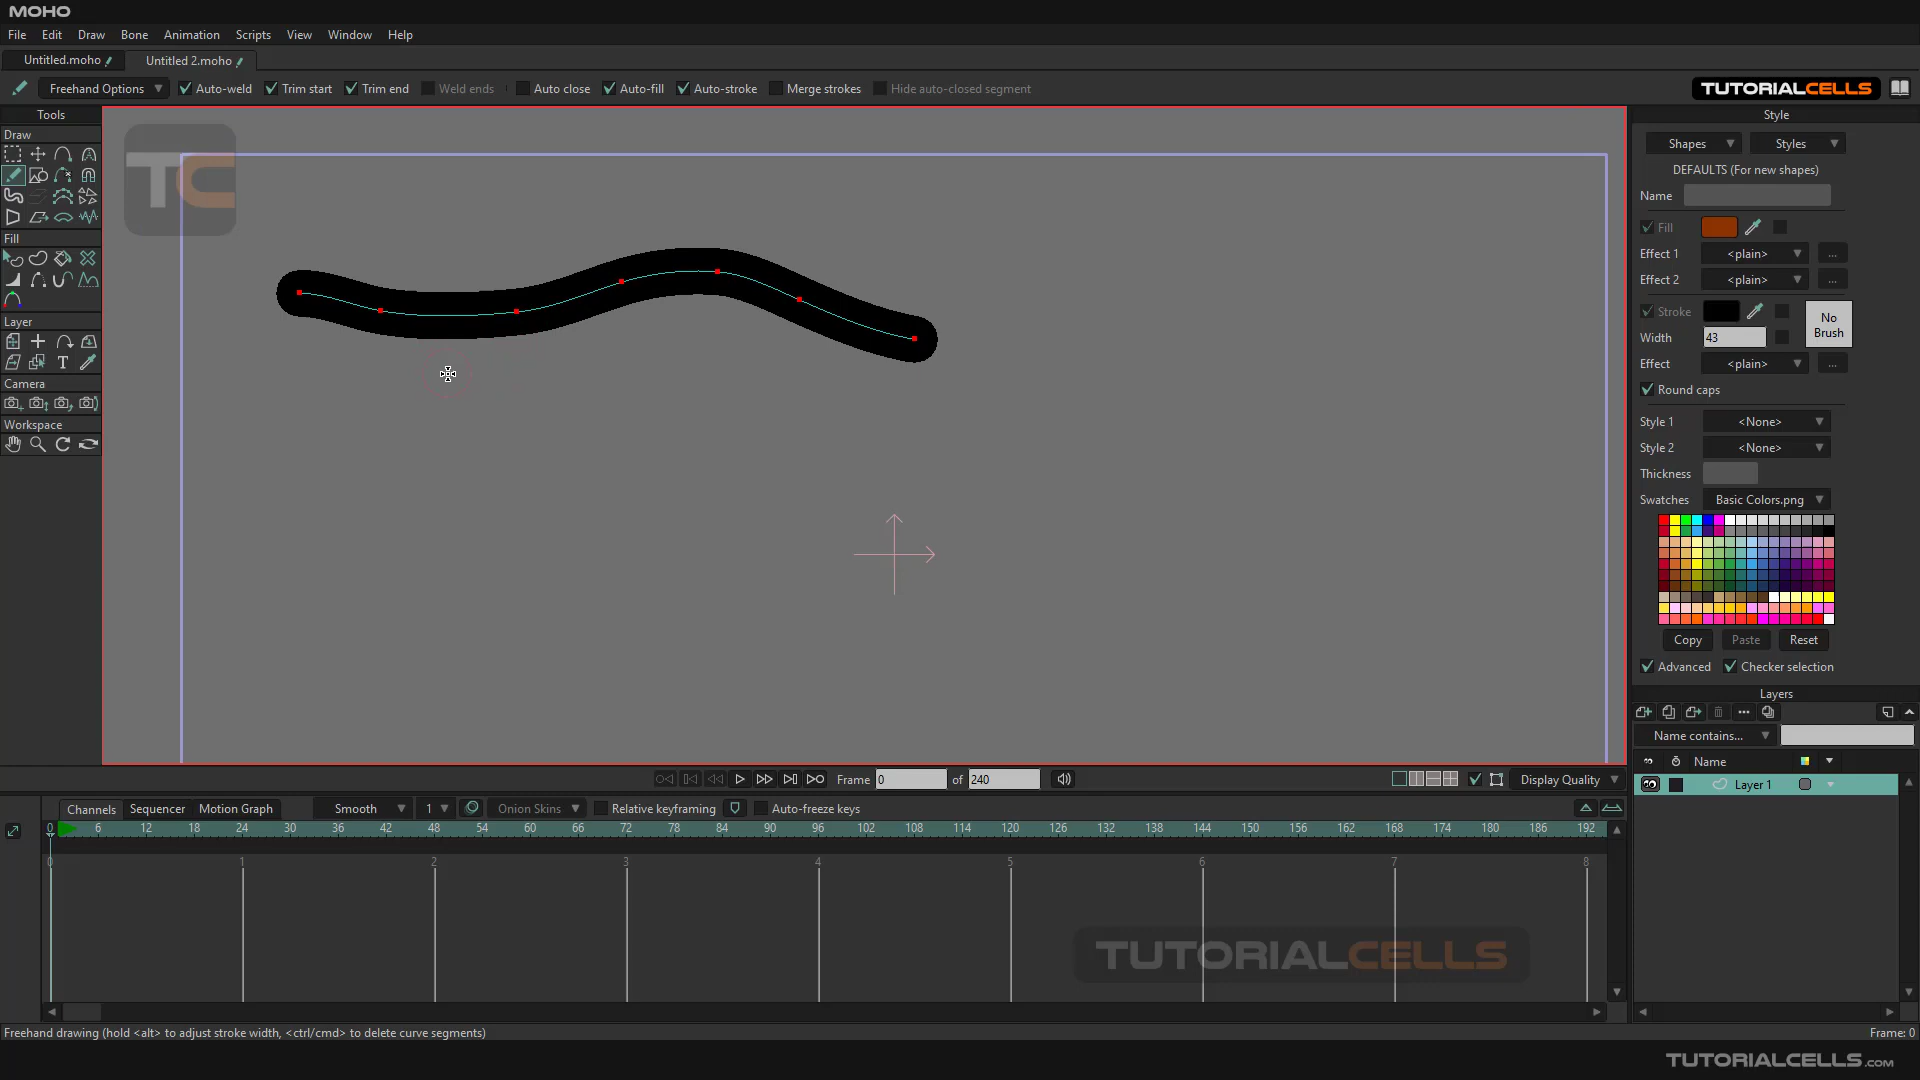 MOHO
File Edit Draw Bone Animation Scripts View Window Help
Untitled.moho Untitled 2.moho
Freehand Options Auto-weld Trim start Trim end Weld ends Auto close Auto-fill Auto-stroke Merge strokes Hide auto-closed segment
TUTORIALCELLS
Tools
Draw
Fill
Layer
T
Camera
Workspace
TC
Style
Shapes Styles
DEFAULTS (For new shapes)
Name
Fill
Effect 1 <plain> ...
Effect 2 <plain> ...
Stroke
No
Brush
Width 43
Effect <plain> ...
Round caps
Style 1 <None>
Style 2 <None>
Thickness
Swatches Basic Colors.png
Copy Paste Reset
Advanced Checker selection
Layers
Name contains...
Name
Layer 1
Frame 0 of 240
Display Quality
Channels Sequencer Motion Graph Smooth 1 Onion Skins Relative keyframing Auto-freeze keys
0 6 12 18 24 30 36 42 48 54 60 66 72 78 84 90 96 102 108 114 120 126 132 138 144 150 156 162 168 174 180 186 192
0 1 2 3 4 5 6 7 8
TUTORIALCELLS
Freehand drawing (hold <alt> to adjust stroke width, <ctrl/cmd> to delete curve segments)
Frame: 0
TUTORIALCELLS.COM